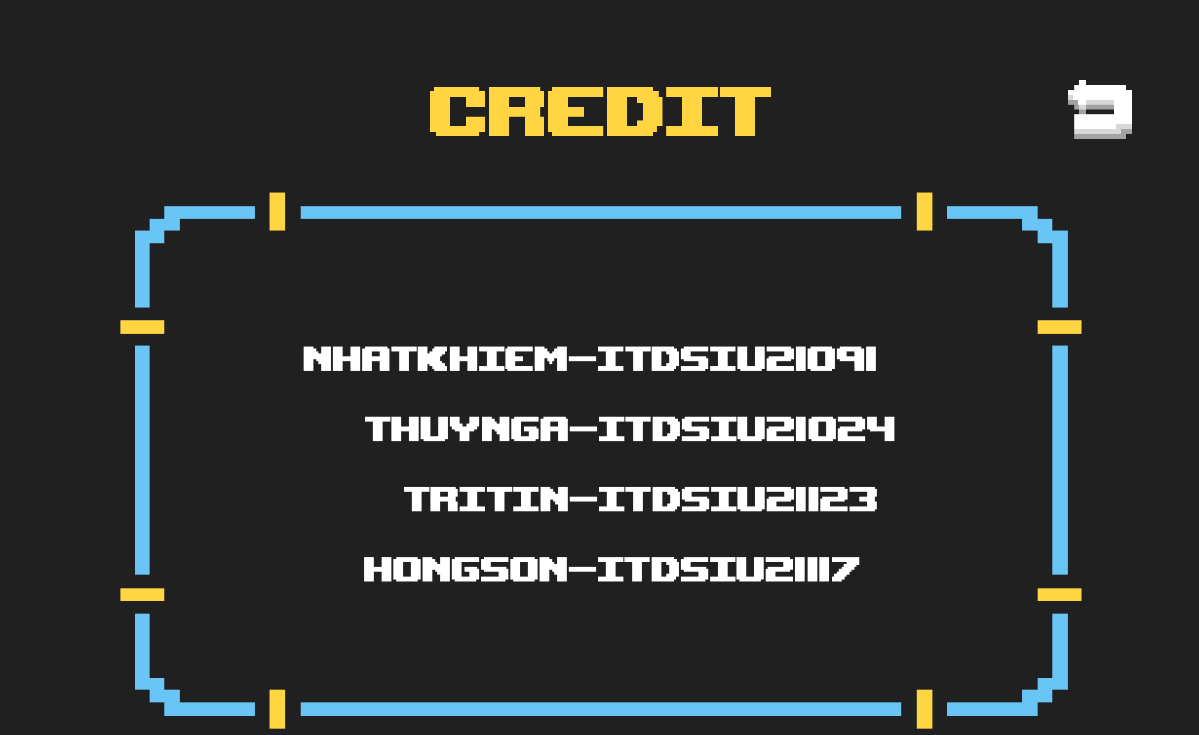 CREDIT
NHATKHIEM-ITDSIU21091
THUYNGA-ITDSIU21024
TRITIN-ITDSIU21123
HONGSON-ITDSIU21117